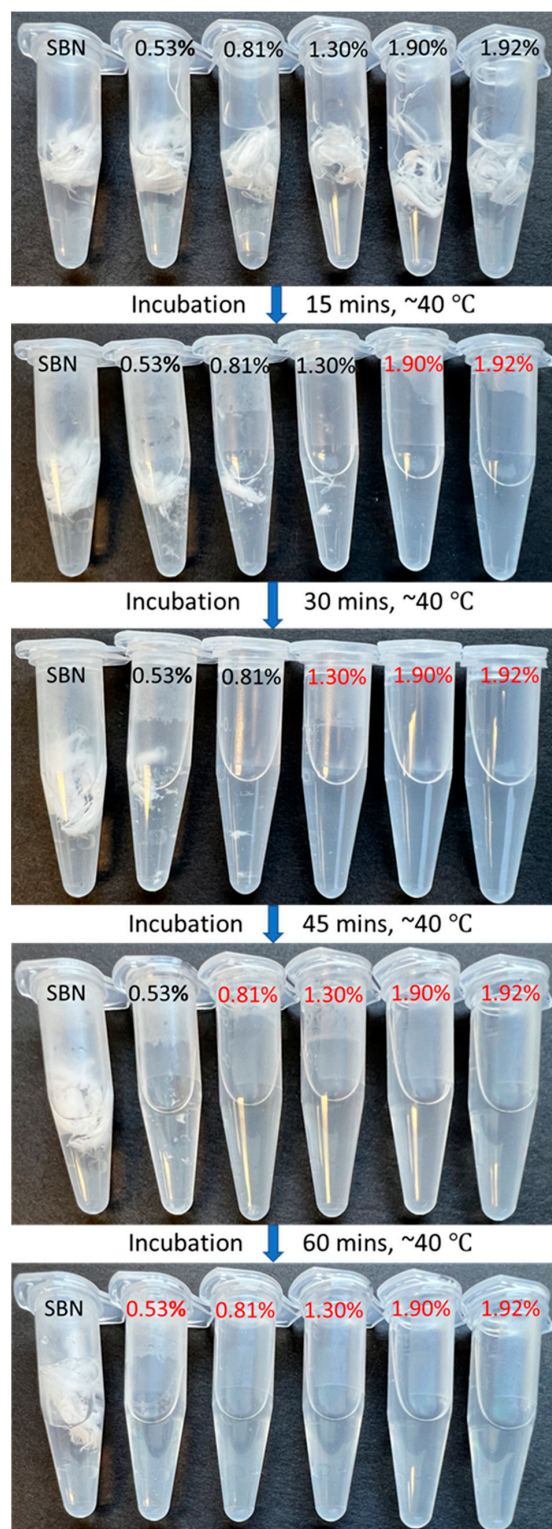 SBN 0.53% 0.81% 1.30% 1.90% 1.92%
Incubation 15 mins, ~40 ℃
SBN 0.53% 0.81% 1.30% 1.90% 1.92%
Incubation 30 mins, ~40 ℃
SBN 0.53% 0.81% 1.30% 1.90% 1.92%
Incubation 45 mins, ~40 ℃
SBN 0.53% 0.81% 1.30% 1.90% 1.92%
Incubation 60 mins, ~40 ℃
SBN 0.53% 0.81% 1.30% 1.90% 1.92%